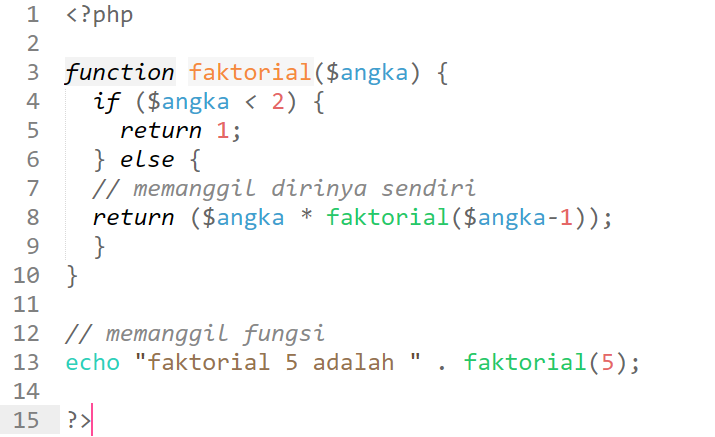 1 <?php
2
3 function faktorial($angka) {
4   if ($angka < 2) {
5     return 1;
6   } else {
7   // memanggil dirinya sendiri
8   return ($angka * faktorial($angka-1));
9   }
10 }
11
12 // memanggil fungsi
13 echo "faktorial 5 adalah " . faktorial(5);
14
15 ?>